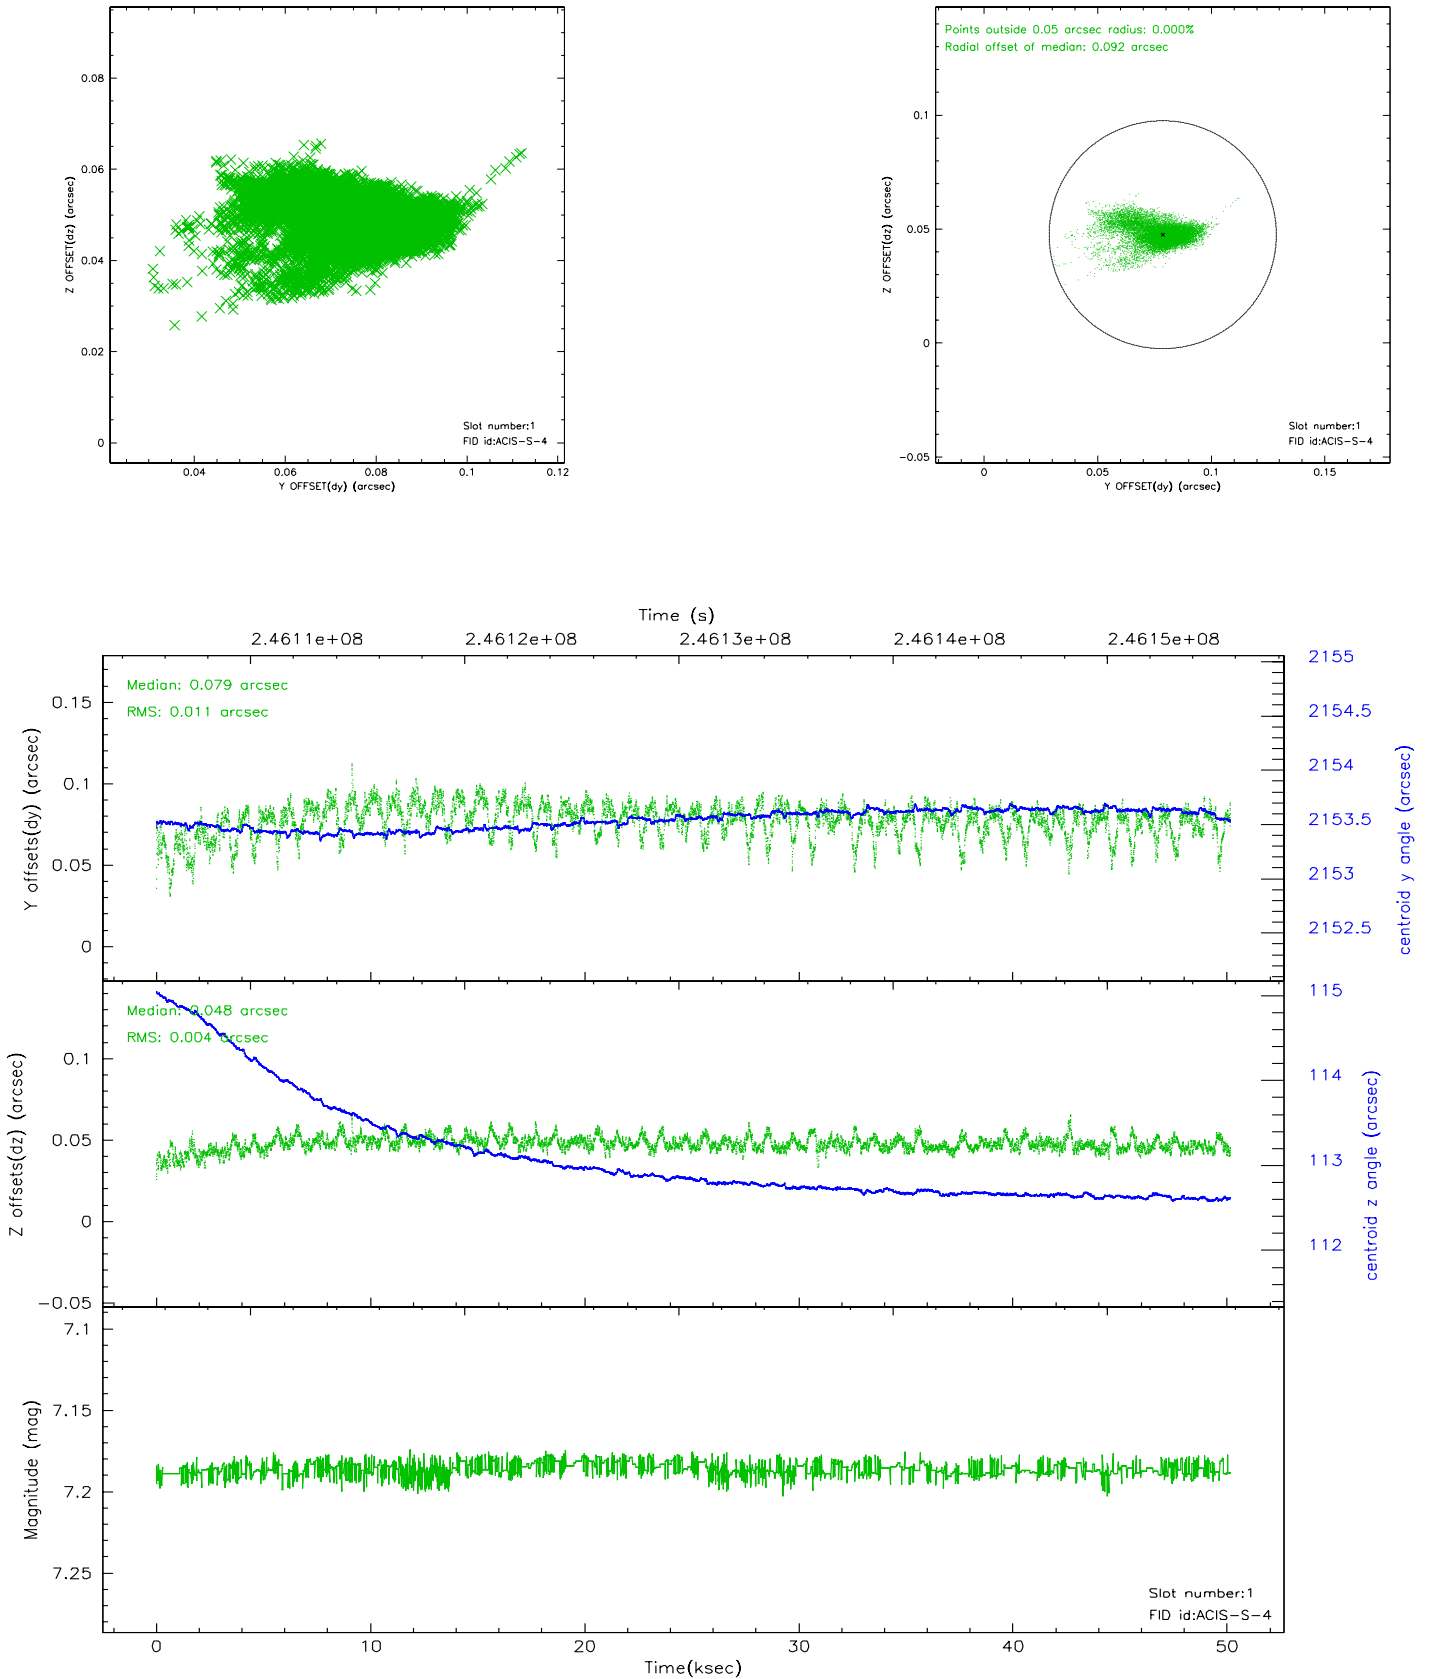 0.08
0.06
0.04
0.02
0
Z OFFSET(dz) (arcsec)
Slot number:1
FID id:ACIS-S-4
0.04 0.06 0.08 0.1 0.12
Y OFFSET(dy) (arcsec)
Points outside 0.05 arcsec radius: 0.000%
Radial offset of median: 0.092 arcsec
0.1
0.05
0
-0.05
Z OFFSET(dz) (arcsec)
Slot number:1
FID id:ACIS-S-4
0 0.05 0.1 0.15
Y OFFSET(dy) (arcsec)
Time (s)
2.4611e+08 2.4612e+08 2.4613e+08 2.4614e+08 2.4615e+08
Median: 0.079 arcsec
RMS: 0.011 arcsec
0.15
0.1
0.05
0
Y offsets(dy) (arcsec)
2155
2154.5
2154
2153.5
2153
2152.5
centroid y angle (arcsec)
Median: 0.048 arcsec
RMS: 0.004 arcsec
0.1
0.05
0
-0.05
Z offsets(dz) (arcsec)
115
114
113
112
centroid z angle (arcsec)
7.1
7.15
7.2
7.25
Magnitude (mag)
Slot number:1
FID id:ACIS-S-4
0 10 20 30 40 50
Time(ksec)